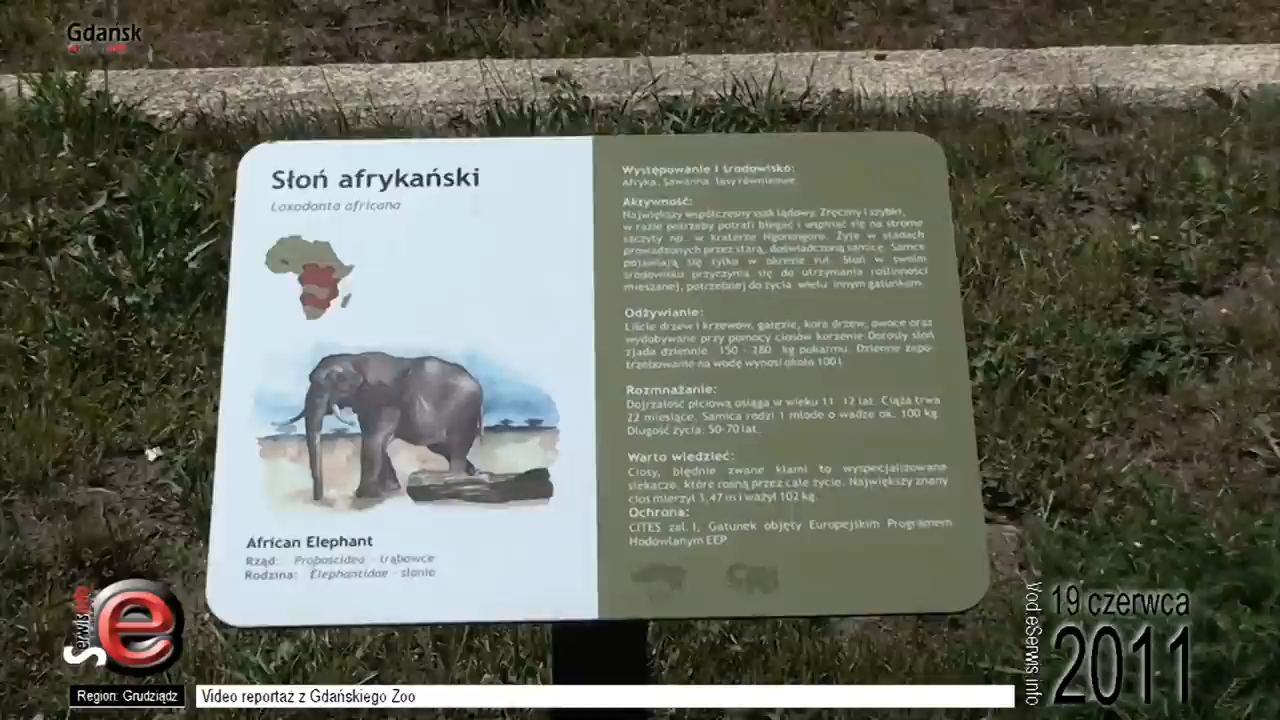 Gdańsk
Słoń afrykański
Loxodonta africana
African Elephant
Rząd: Proboscidea - trąbowce
Rodzina: Elephantidae - słonie
Występowanie i środowisko:
Afryka. Sawanna, lasy równinowe.
Aktywność:
Największy współczesny ssak lądowy. Zręczny i szybki,
w razie potrzeby potrafi biegać i wspinać się na strome
szczyty np. w kraterze Ngorongoro. Żyje w stadach
prowadzonych przez starą, doświadczoną samicę. Samce
pojawiają się tylko w okresie rui. Słoń w swoim
środowisku przyczynia się do utrzymania roślinności
mieszanej, potrzebnej do życia wielu innym gatunkom.
Odżywianie:
Liście drzew i krzewów, gałęzie, kora drzew, owoce oraz
wydobywane przy pomocy ciosów korzenie Dorosły słoń
zjada dziennie 150 - 280 kg pokarmu. Dzienne zapo-
trzebowanie na wodę wynosi około 100 l.
Rozmnażanie:
Dojrzałość płciową osiąga w wieku 11 12 lat. Ciąża trwa
22 miesiące. Samica rodzi 1 młode o wadze ok. 100 kg.
Długość życia: 50-70 lat.
Warto wiedzieć:
Ciosy, błędnie zwane kłami to wyspecjalizowane
siekacze, które rosną przez całe życie. Największy znany
cios mierzył 3,47 m i ważył 102 kg.
Ochrona:
CITES zał. I, Gatunek objęty Europejskim Programem
Hodowlanym EEP
Serwis.info
e
Region: Grudziądz
Video reportaż z Gdańskiego Zoo
Vod.eSerwis.info
19 czerwca
2011